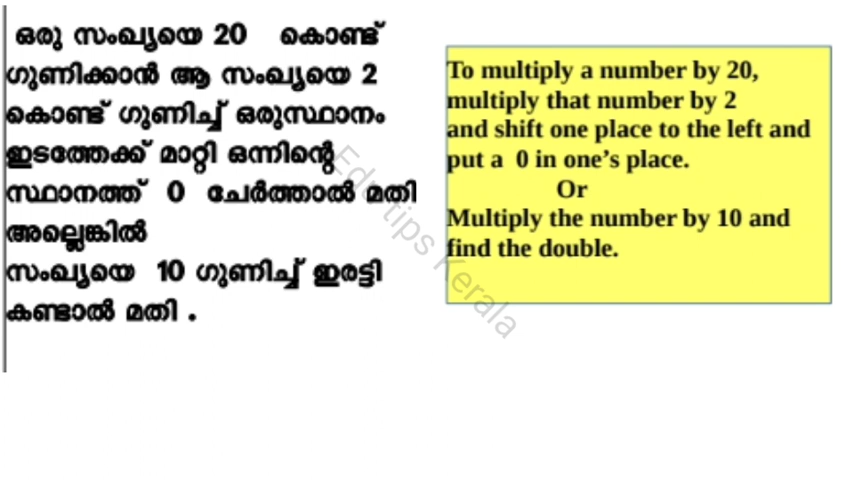 ഒരു സംഖ്യയെ 20 കൊണ്ട്
ഗുണിക്കാൻ ആ സംഖ്യയെ 2
കൊണ്ട് ഗുണിച്ച് ഒരുസ്ഥാനം
ഇടത്തേക്ക് മാറ്റി ഒന്നിന്റെ
സ്ഥാനത്ത് 0 ചേർത്താൽ മതി
അല്ലെങ്കിൽ
സംഖ്യയെ 10 ഗുണിച്ച് ഇരട്ടി
കണ്ടാൽ മതി .
To multiply a number by 20,
multiply that number by 2
and shift one place to the left and
put a 0 in one’s place.
Or
Multiply the number by 10 and
find the double.
Edustips Kerala